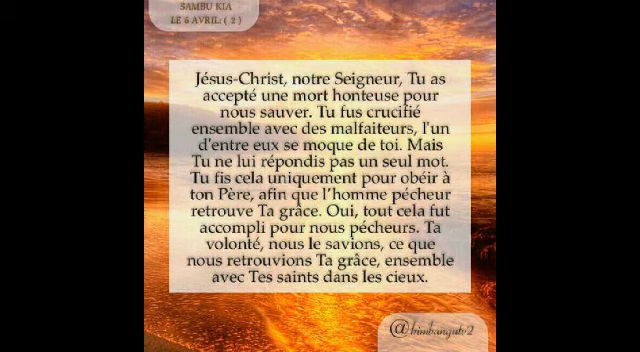 SAMBU KIA
LE 6 AVRIL: ( 2 )
Jésus-Christ, notre Seigneur, Tu as
accepté une mort honteuse pour
nous sauver. Tu fus crucifié
ensemble avec des malfaiteurs, l'un
d'entre eux se moque de toi. Mais
Tu ne lui répondis pas un seul mot.
Tu fis cela uniquement pour obéir à
ton Père, afin que l'homme pécheur
retrouve Ta grâce. Oui, tout cela fut
accompli pour nous pécheurs. Ta
volonté, nous le savions, ce que
nous retrouvions Ta grâce, ensemble
avec Tes saints dans les cieux.